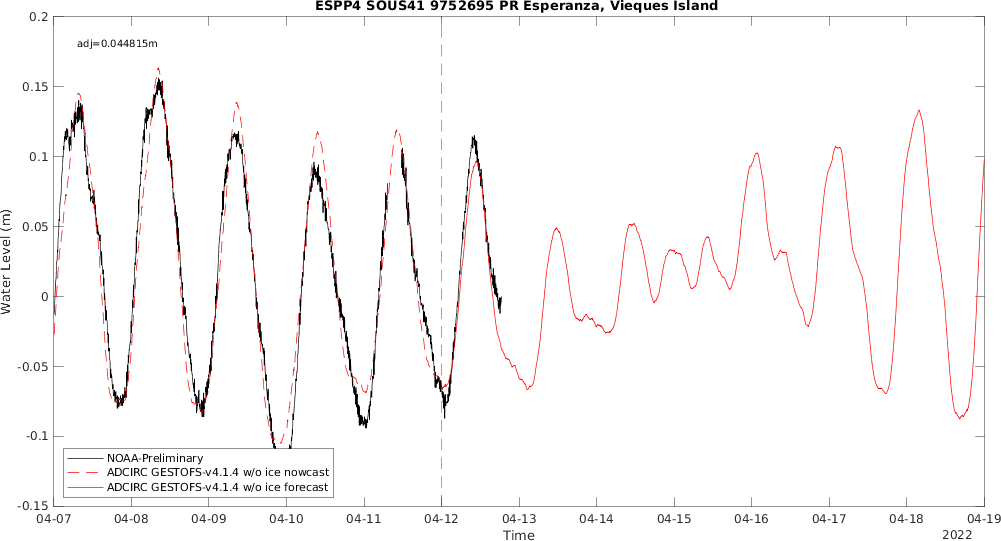 ESPP4 SOUS41 9752695 PR Esperanza, Vieques Island
adj=0.044815m
0.2
0.15
0.1
0.05
0
-0.05
-0.1
-0.15
Water Level (m)
NOAA-Preliminary
ADCIRC GESTOFS-v4.1.4 w/o ice nowcast
ADCIRC GESTOFS-v4.1.4 w/o ice forecast
04-07 04-08 04-09 04-10 04-11 04-12 04-13 04-14 04-15 04-16 04-17 04-18 04-19
Time
2022